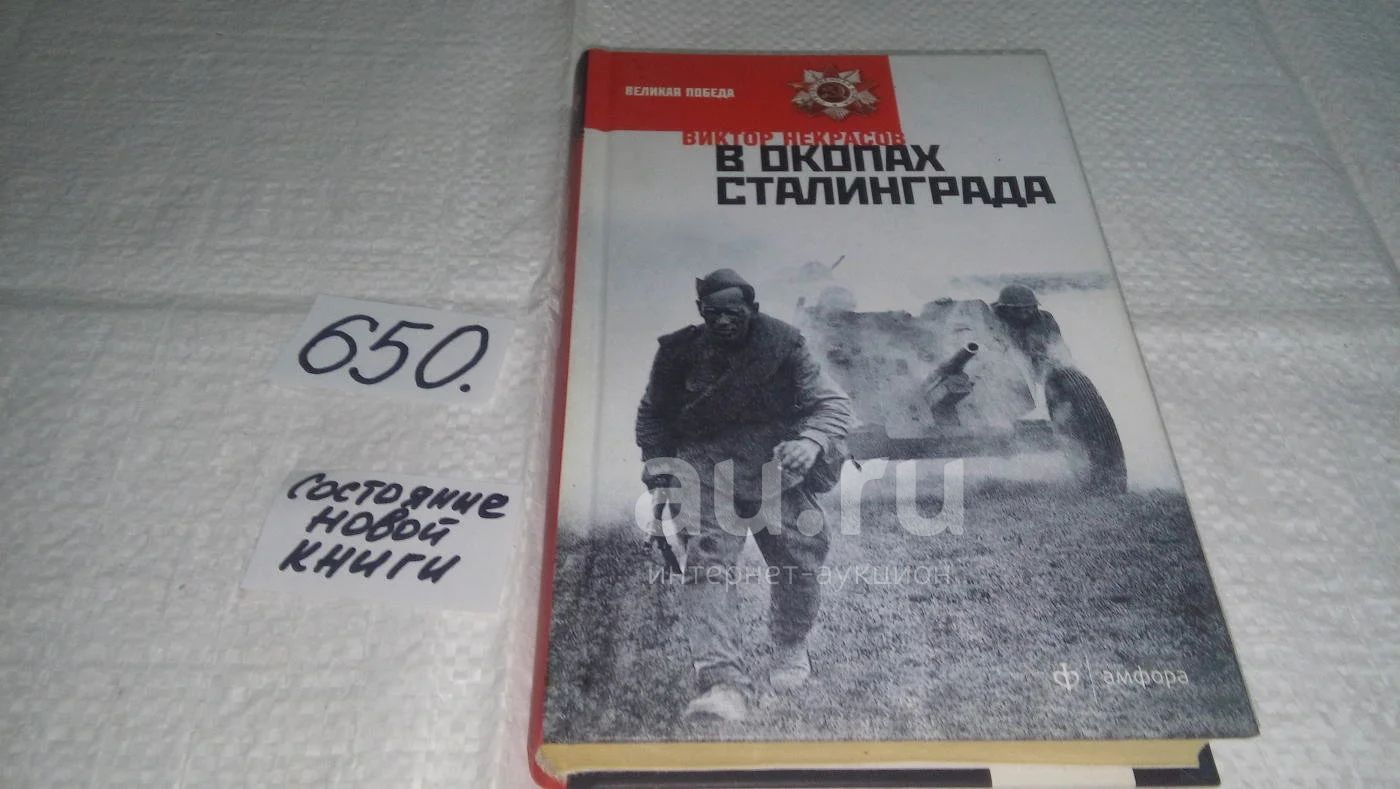 ВЕЛИКАЯ ПОБЕДА
ВИКТОР НЕКРАСОВ
В ОКОПАХ
СТАЛИНГРАДА
650.
состояние
новой
книги
au.ru
интернет-аукцион
ф | амфора